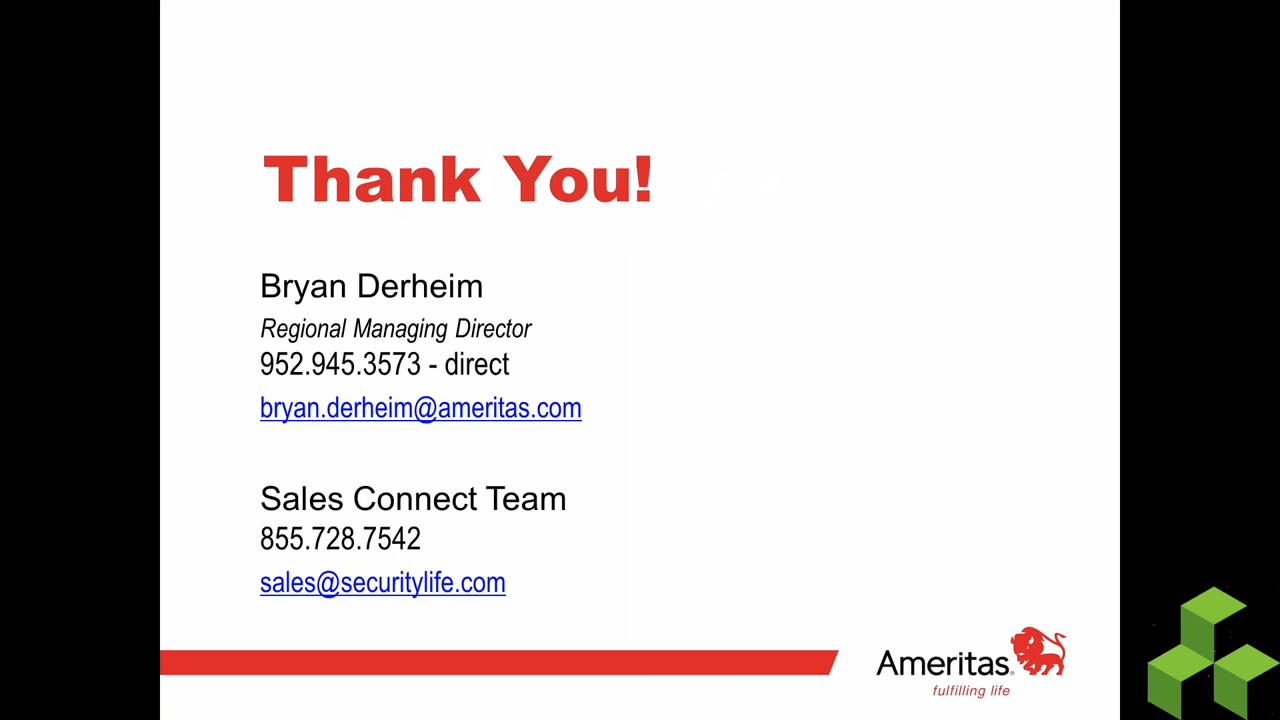 Thank You!
Bryan Derheim
Regional Managing Director
952.945.3573 - direct
bryan.derheim@ameritas.com
Sales Connect Team
855.728.7542
sales@securitylife.com
Ameritas®
fulfilling life